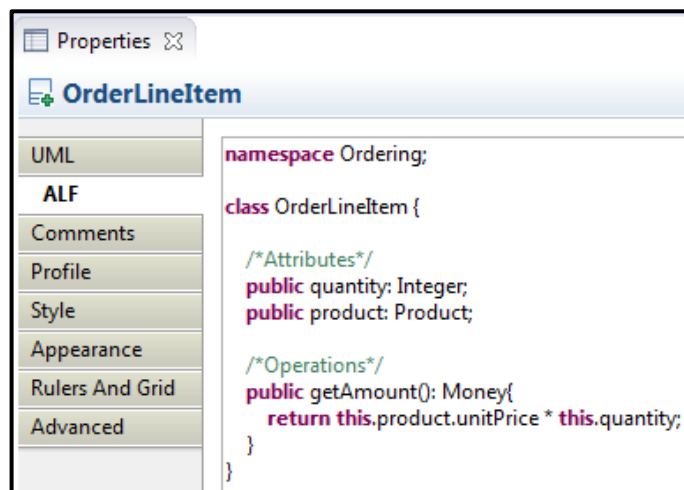 Properties
OrderLineItem
UML
ALF
Comments
Profile
Style
Appearance
Rulers And Grid
Advanced
namespace Ordering;
class OrderLineItem {
/*Attributes*/
public quantity: Integer;
public product: Product;
/*Operations*/
public getAmount(): Money{
return this.product.unitPrice * this.quantity;
}
}